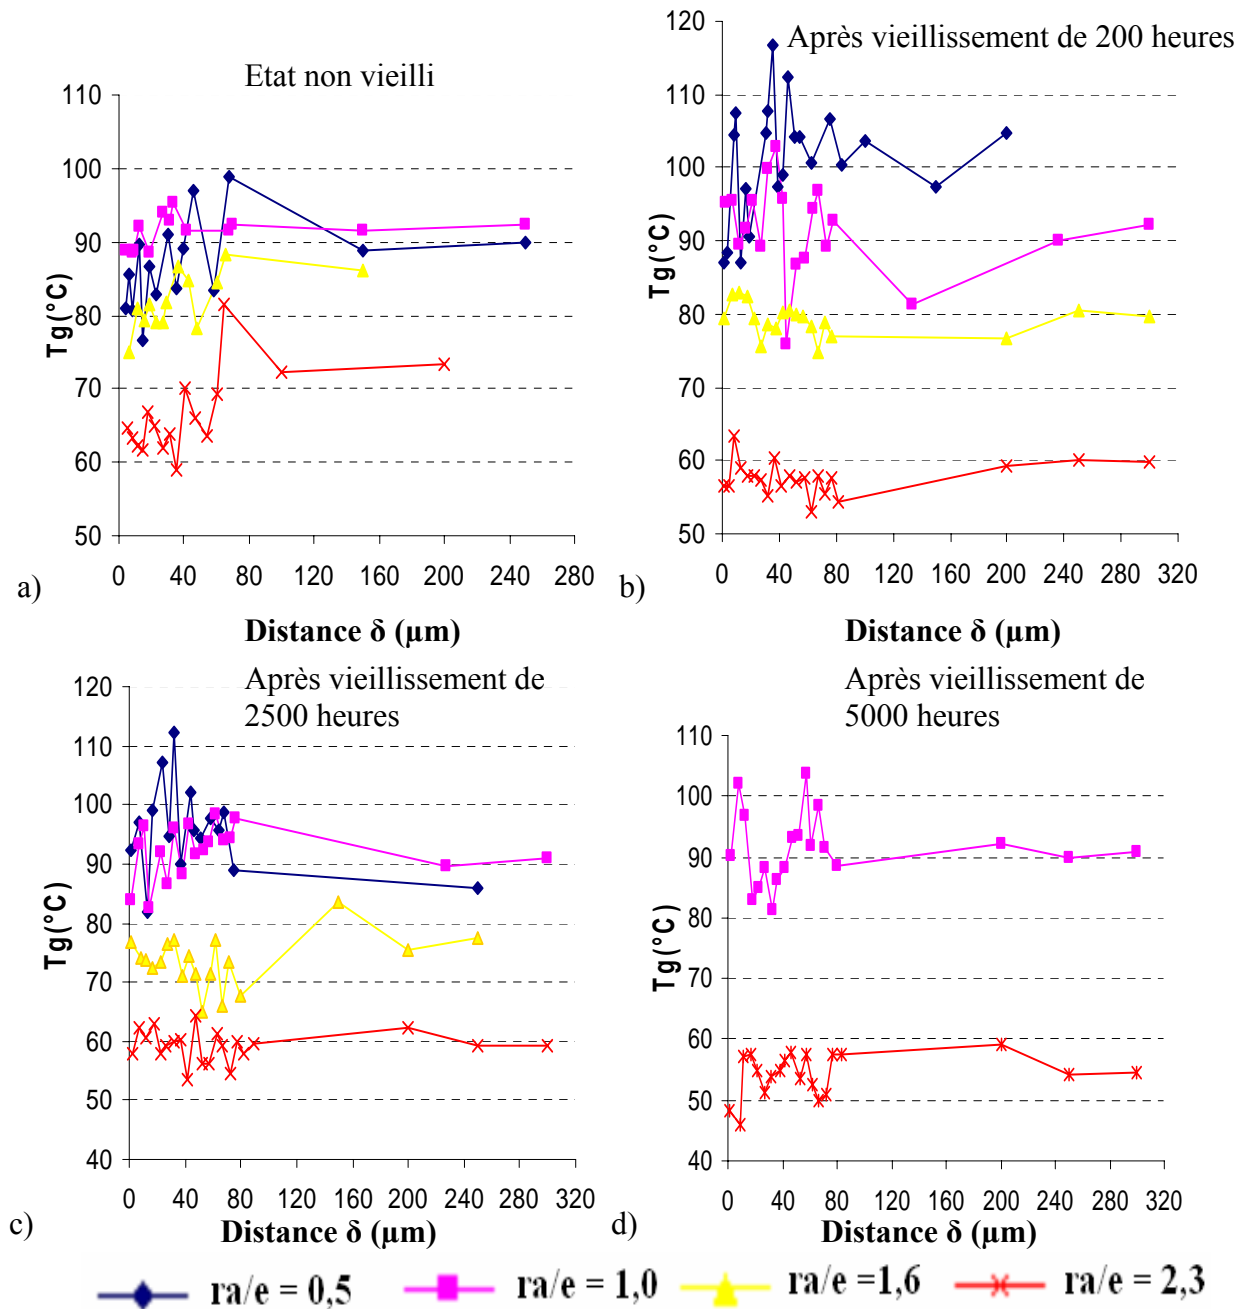 Etat non vieilli
110
100
90
80
70
60
50
Tg (°C)
0 40 80 120 160 200 240 280
a)
Distance δ (µm)
Après vieillissement de 200 heures
120
110
100
90
80
70
60
50
Tg (°C)
0 40 80 120 160 200 240 280 320
b)
Distance δ (µm)
Après vieillissement de
2500 heures
120
110
100
90
80
70
60
50
40
Tg (°C)
0 40 80 120 160 200 240 280 320
c)
Distance δ (µm)
Après vieillissement de
5000 heures
110
100
90
80
70
60
50
40
Tg (°C)
0 40 80 120 160 200 240 280 320
d)
Distance δ (µm)
ra/e = 0,5 ra/e = 1,0 ra/e =1,6 ra/e = 2,3